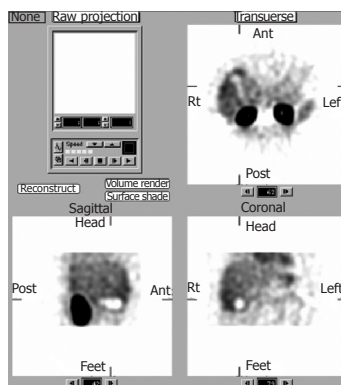 None
Raw projection
Transuerse
Ant
Rt
Left
Post
Speed
Reconstruct
Volume render
Surface shade
Sagittal
Coronal
Head
Head
Post
Ant
Rt
Left
Feet
Feet